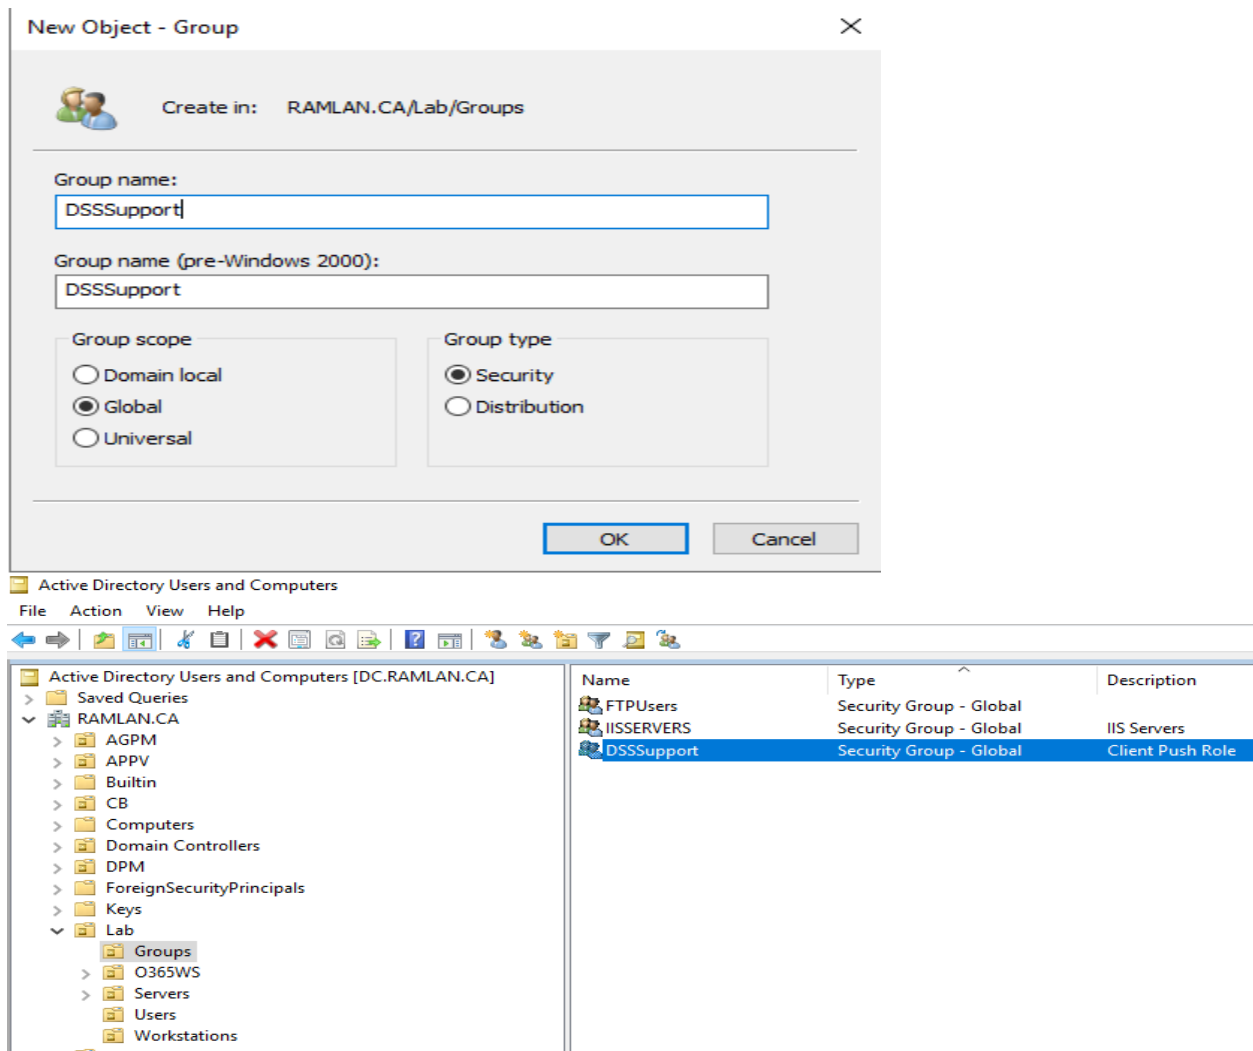 New Object - Group
Create in: RAMLAN.CA/Lab/Groups
Group name:
DSSSupport
Group name (pre-Windows 2000):
DSSSupport
Group scope
Domain local
Global
Universal
Group type
Security
Distribution
OK Cancel
Active Directory Users and Computers
File Action View Help
Active Directory Users and Computers [DC.RAMLAN.CA]
Saved Queries
RAMLAN.CA
AGPM
APPV
Builtin
CB
Computers
Domain Controllers
DPM
ForeignSecurityPrincipals
Keys
Lab
Groups
O365WS
Servers
Users
Workstations
Name Type Description
FTPUsers Security Group - Global
IISSERVERS Security Group - Global IIS Servers
DSSSupport Security Group - Global Client Push Role